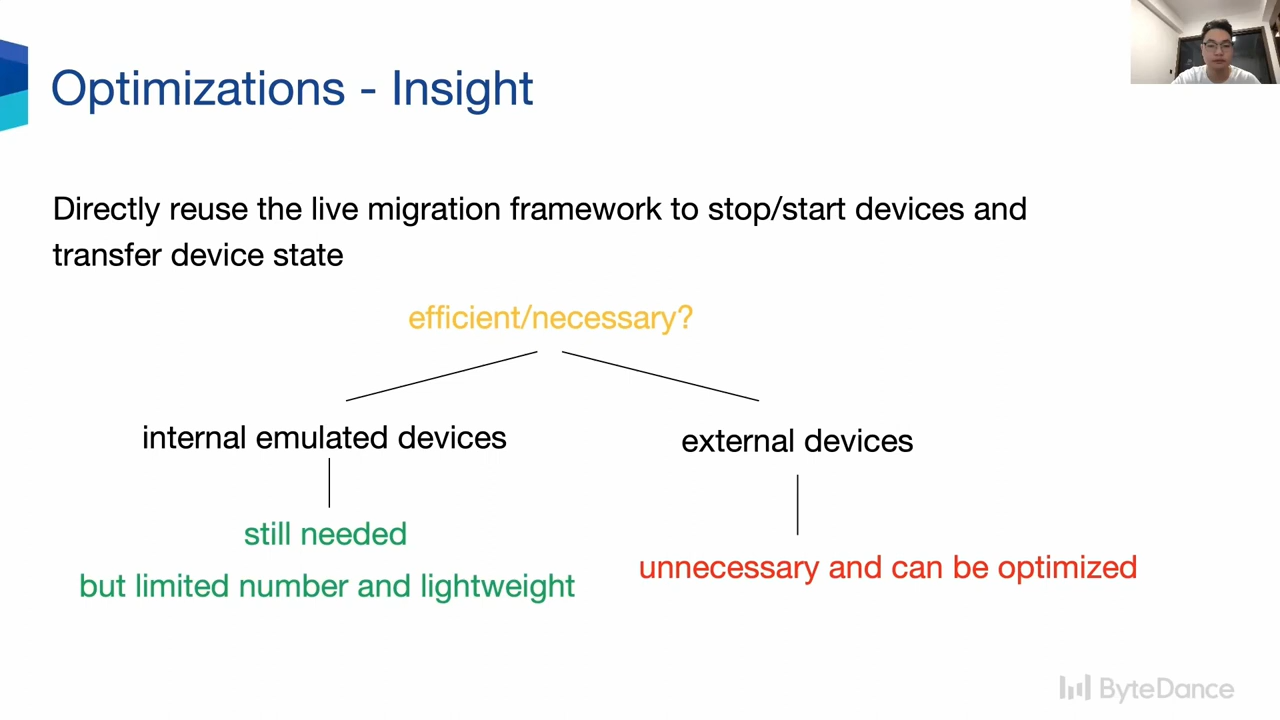 Optimizations - Insight
Directly reuse the live migration framework to stop/start devices and
transfer device state
efficient/necessary?
internal emulated devices
external devices
still needed
but limited number and lightweight
unnecessary and can be optimized
ByteDance